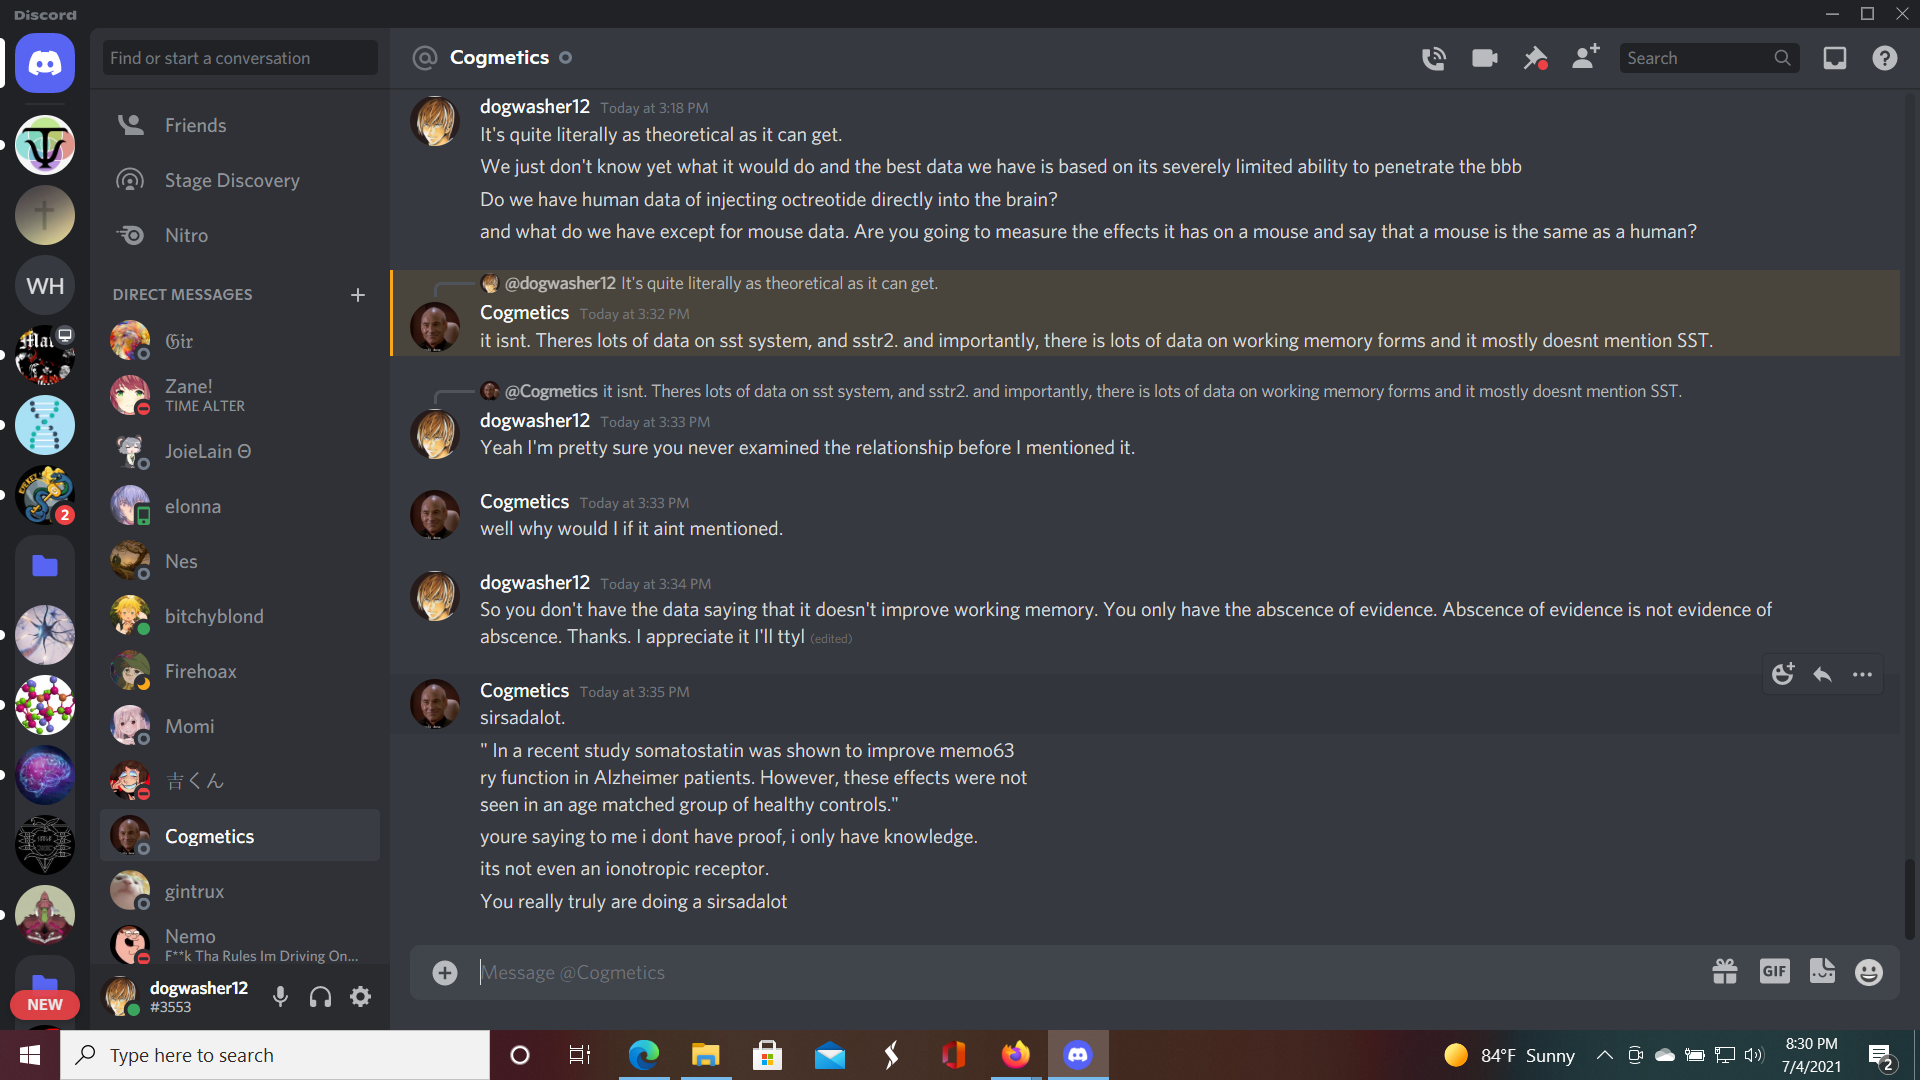 Discord
Find or start a conversation
Friends
Stage Discovery
Nitro
DIRECT MESSAGES
𝔊ir
Zane!
TIME ALTER
JoieLain Θ
elonna
Nes
bitchyblond
Firehoax
Momi
吉くん
Cogmetics
gintrux
Nemo
F**k Tha Rules Im Driving On...
dogwasher12
#3553
WH
2
NEW
Cogmetics
Search
dogwasher12 Today at 3:18 PM
It's quite literally as theoretical as it can get.
We just don't know yet what it would do and the best data we have is based on its severely limited ability to penetrate the bbb
Do we have human data of injecting octreotide directly into the brain?
and what do we have except for mouse data. Are you going to measure the effects it has on a mouse and say that a mouse is the same as a human?
@dogwasher12 It's quite literally as theoretical as it can get.
Cogmetics Today at 3:32 PM
it isnt. Theres lots of data on sst system, and sstr2. and importantly, there is lots of data on working memory forms and it mostly doesnt mention SST.
@Cogmetics it isnt. Theres lots of data on sst system, and sstr2. and importantly, there is lots of data on working memory forms and it mostly doesnt mention SST.
dogwasher12 Today at 3:33 PM
Yeah I'm pretty sure you never examined the relationship before I mentioned it.
Cogmetics Today at 3:33 PM
well why would I if it aint mentioned.
dogwasher12 Today at 3:34 PM
So you don't have the data saying that it doesn't improve working memory. You only have the abscence of evidence. Abscence of evidence is not evidence of
abscence. Thanks. I appreciate it I'll ttyl (edited)
Cogmetics Today at 3:35 PM
sirsadalot.
" In a recent study somatostatin was shown to improve memo63
ry function in Alzheimer patients. However, these effects were not
seen in an age matched group of healthy controls."
youre saying to me i dont have proof, i only have knowledge.
its not even an ionotropic receptor.
You really truly are doing a sirsadalot
Message @Cogmetics
GIF
Type here to search
84°F Sunny
8:30 PM
7/4/2021
2